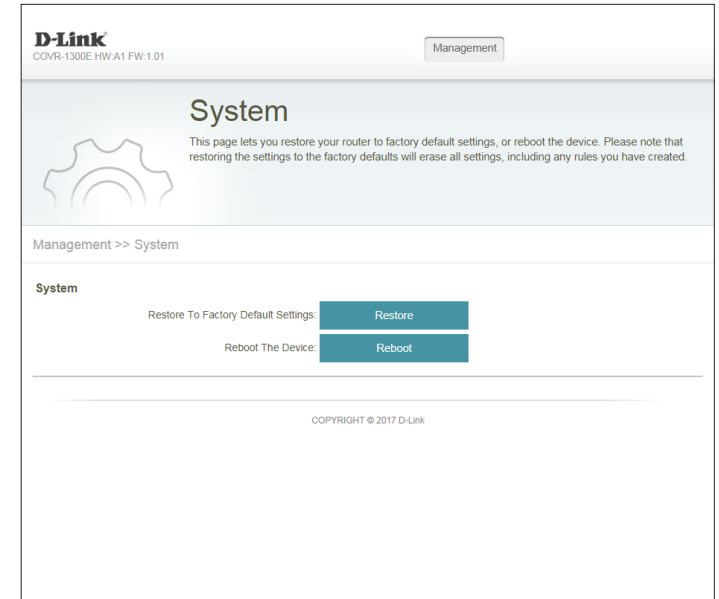 D-Link
COVR-1300E HW:A1 FW:1.01
Management
System
This page lets you restore your router to factory default settings, or reboot the device. Please note that
restoring the settings to the factory defaults will erase all settings, including any rules you have created.
Management >> System
System
Restore To Factory Default Settings: Restore
Reboot The Device: Reboot
COPYRIGHT © 2017 D-Link